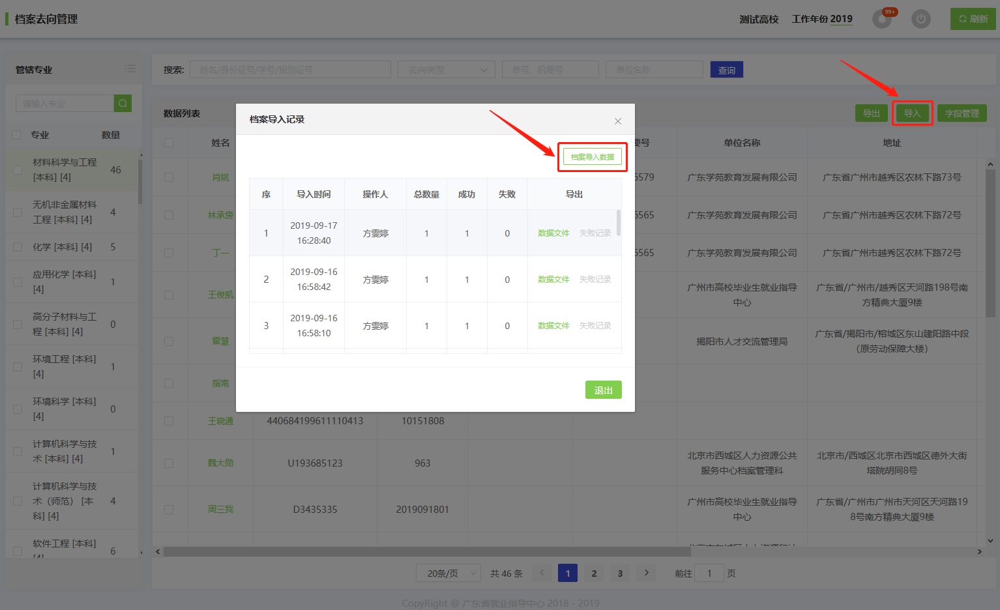 档案去向管理
测试高校 工作年份 2019 99+ 刷新
管辖专业
请输入专业
专业 数量
材料科学与工程 [本科] [4] 46
无机非金属材料工程 [本科] [4] 4
化学 [本科] [4] 5
应用化学 [本科] [4] 1
高分子材料与工程 [本科] [4] 0
环境工程 [本科] [4] 1
环境科学 [本科] [4] 0
计算机科学与技术 [本科] [4] 1
计算机科学与技术（师范） [本科] [4] 4
软件工程 [本科] [4] 6
搜索: 姓名/身份证号/学号/报到证号 去向类型 单号、机要号 单位名称 查询
数据列表 导出 导入 字段管理
姓名 要号 单位名称 地址
肖姚 5579 广东学苑教育发展有限公司 广东省广州市越秀区农林下路73号
林承房 5565 广东学苑教育发展有限公司 广东省广州市越秀区农林下路72号
丁一 5565 广东学苑教育发展有限公司 广东省广州市越秀区农林下路72号
王俊凯 广州市高校毕业生就业指导中心 广东省/广州市/越秀区天河路198号南方精典大厦9楼
霍慧 揭阳市人才交流管理局 广东省/揭阳市/榕城区东山建阳路中段（原劳动保障大楼）
指南
王晓通 440684199611110413 10151808
魏大勋 U193685123 963 北京市西城区人力资源公共服务中心档案管理科 北京市/西城区北京市西城区德外大街塔院胡同8号
周三我 D3435335 2019091801 广州市高校毕业生就业指导中心 广东省/广州市广州市天河区天河路198号南方精典大厦9楼
档案导入记录
档案导入数据
序 导入时间 操作人 总数量 成功 失败 导出
1 2019-09-17 16:28:40 方雯婷 1 1 0 数据文件 失败记录
2 2019-09-16 16:58:42 方雯婷 1 1 0 数据文件 失败记录
3 2019-09-16 16:58:10 方雯婷 1 1 0 数据文件 失败记录
退出
20条/页 共 46 条 1 2 3 前往 1 页
CopyRight @ 广东省就业指导中心 2018 - 2019